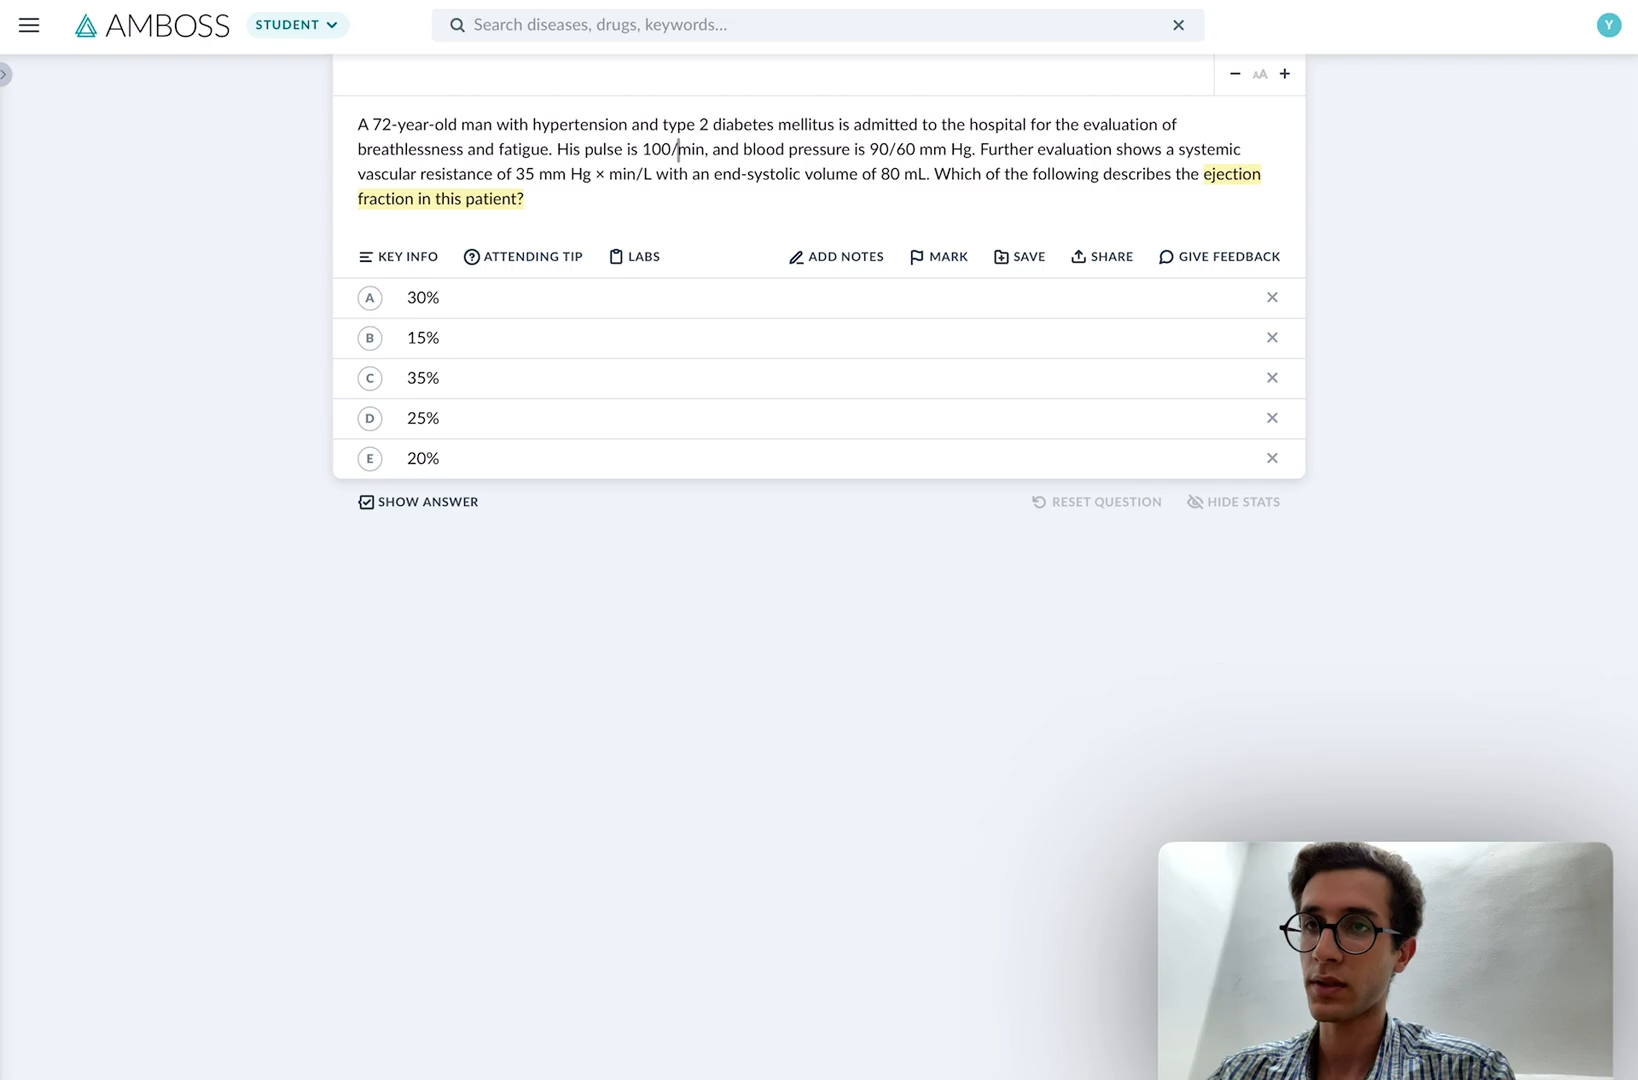 AMBOSS
STUDENT
Search diseases, drugs, keywords...
Y
AA
A 72-year-old man with hypertension and type 2 diabetes mellitus is admitted to the hospital for the evaluation of
breathlessness and fatigue. His pulse is 100/min, and blood pressure is 90/60 mm Hg. Further evaluation shows a systemic
vascular resistance of 35 mm Hg × min/L with an end-systolic volume of 80 mL. Which of the following describes the ejection
fraction in this patient?
KEY INFO ATTENDING TIP LABS ADD NOTES MARK SAVE SHARE GIVE FEEDBACK
A 30%
B 15%
C 35%
D 25%
E 20%
SHOW ANSWER RESET QUESTION HIDE STATS